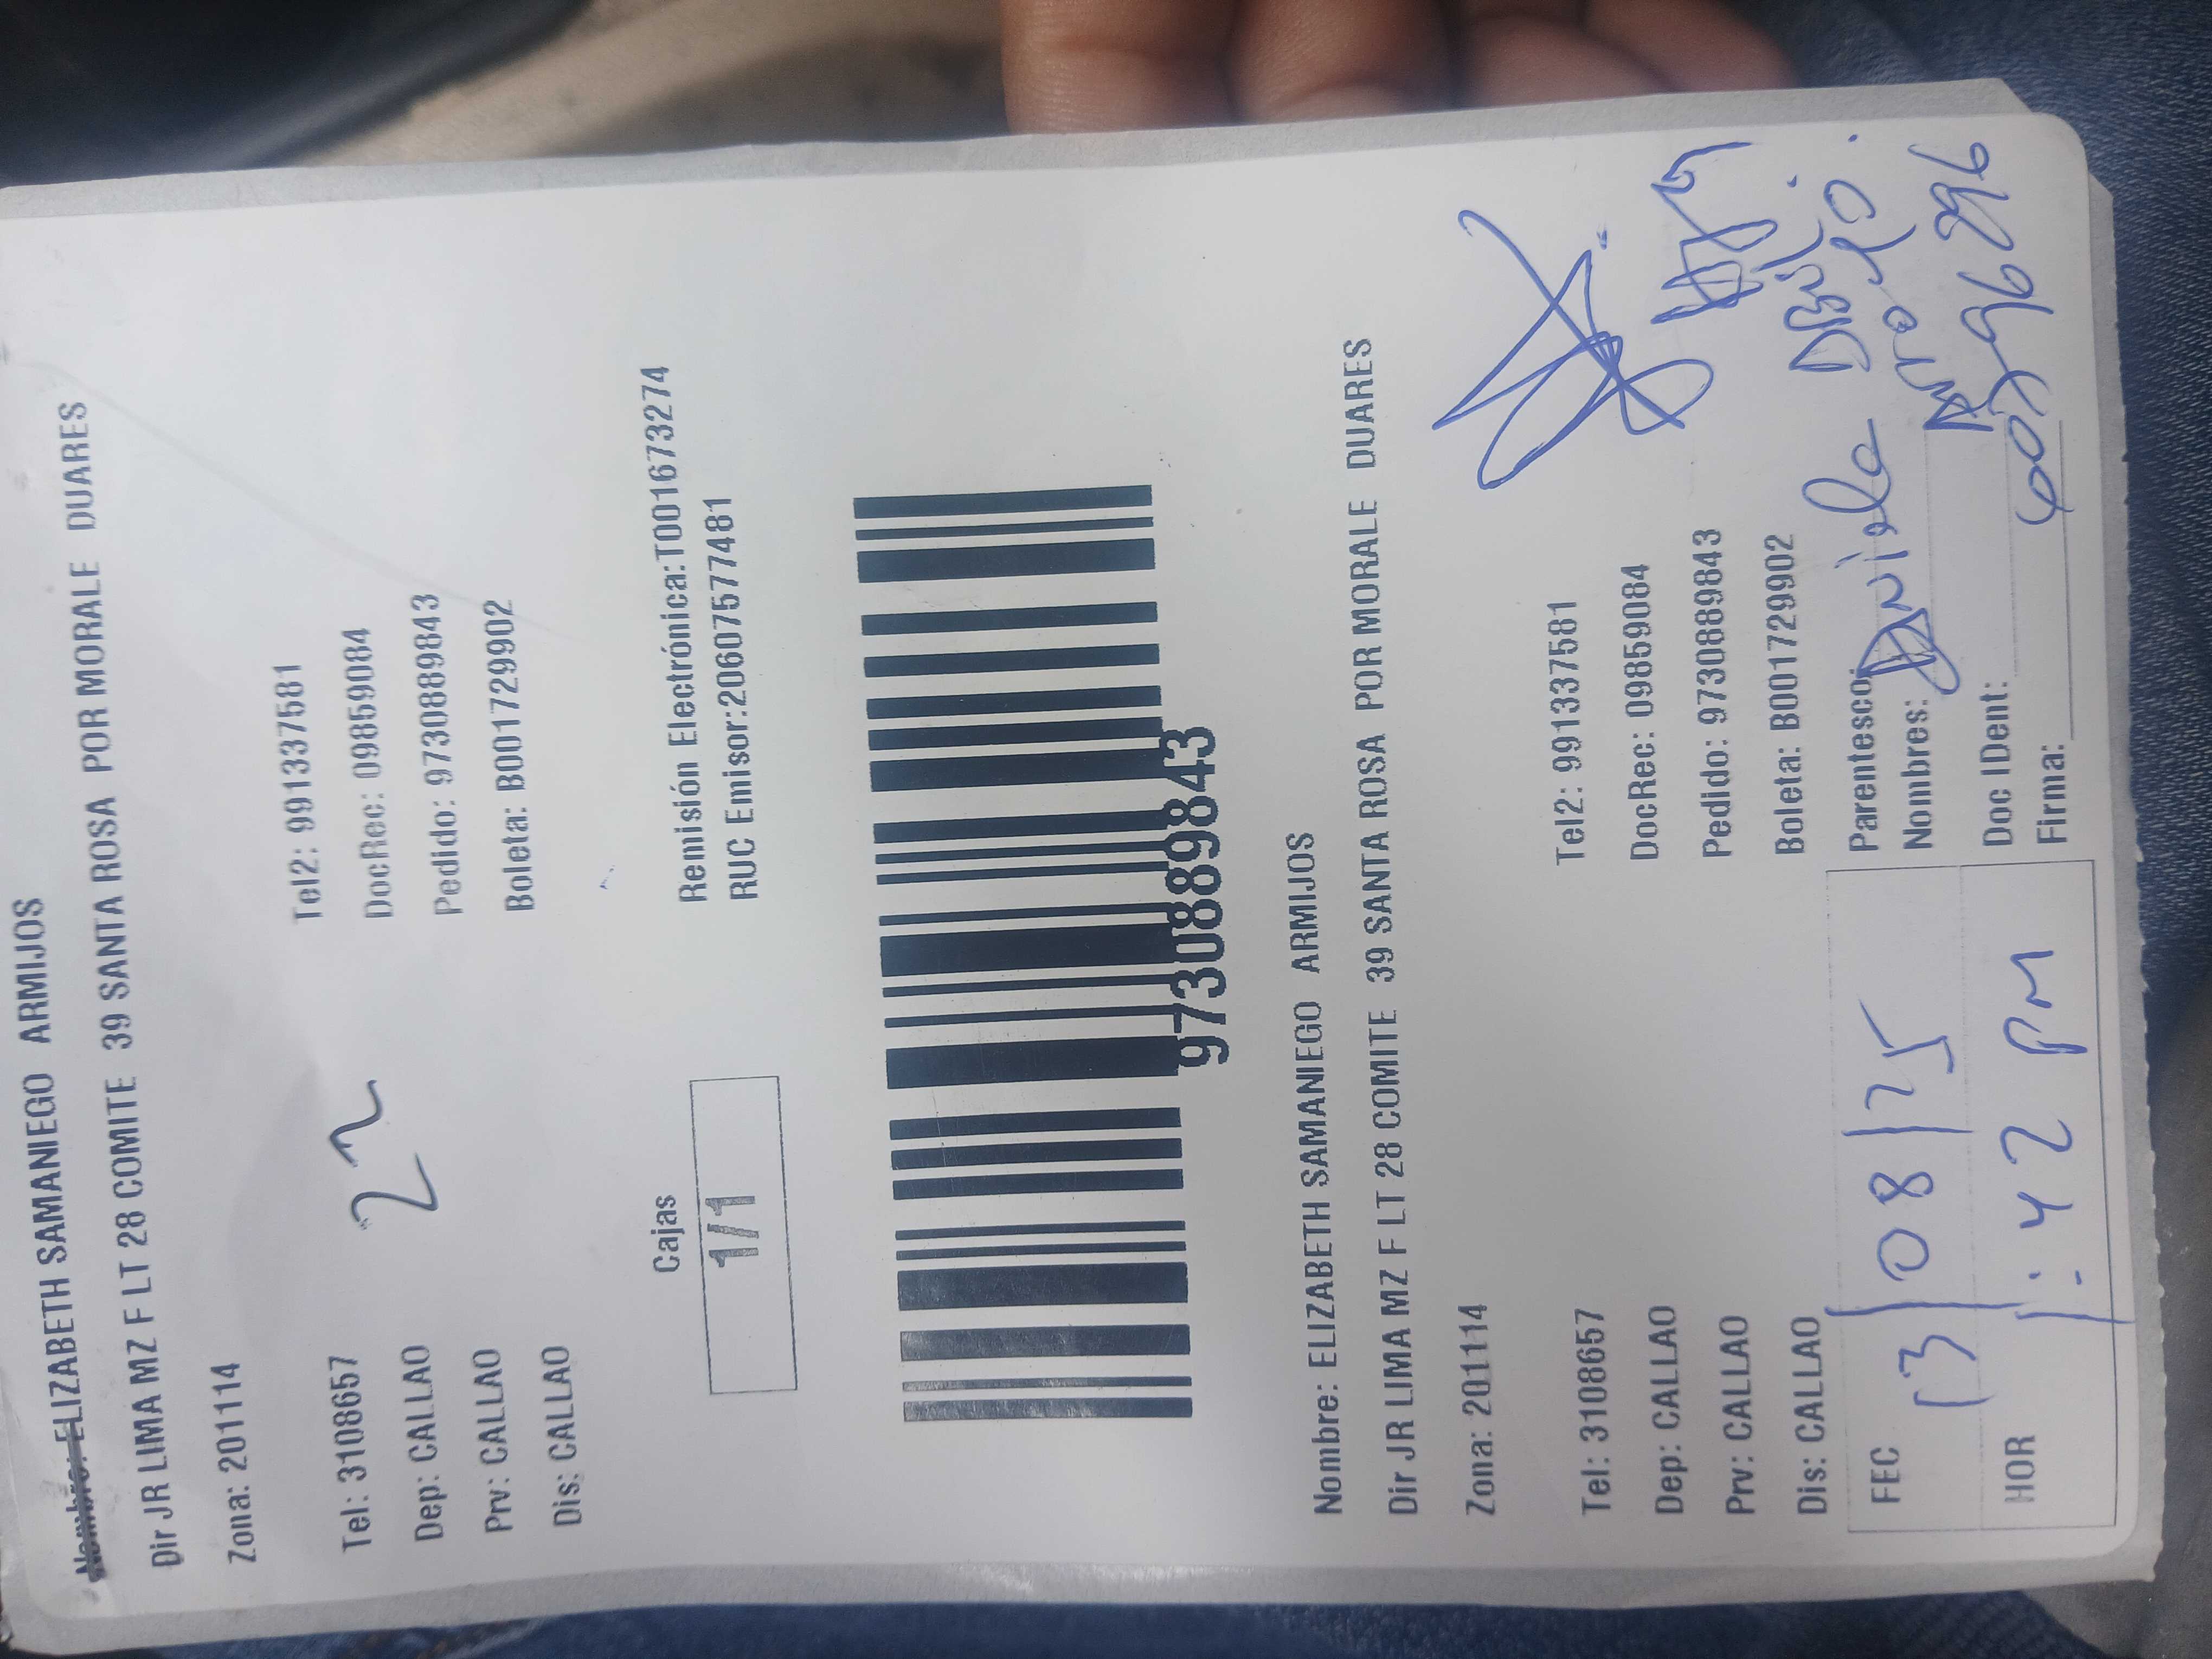 Nombre: ELIZABETH SAMANIEGO ARMIJOS
Dir JR LIMA MZ F LT 28 COMITE 39 SANTA ROSA POR MORALE DUARES
Zona: 201114
Tel: 3108657 Tel2: 991337581
22
Dep: CALLAO DocRec: 09859084
Prv: CALLAO Pedido: 9730889843
Dis: CALLAO Boleta: B001729902
Cajas Remisión Electrónica:T001673274
1/1 RUC Emisor:20607577481
9730889843
Nombre: ELIZABETH SAMANIEGO ARMIJOS
Dir JR LIMA MZ F LT 28 COMITE 39 SANTA ROSA POR MORALE DUARES
Zona: 201114
Tel: 3108657 Tel2: 991337581
Dep: CALLAO DocRec: 09859084
Prv: CALLAO Pedido: 9730889843
Dis: CALLAO Boleta: B001729902
FEC 13/08/25 Parentesco:
Nombres:
HOR 1:42 PM Doc IDent:
Firma: